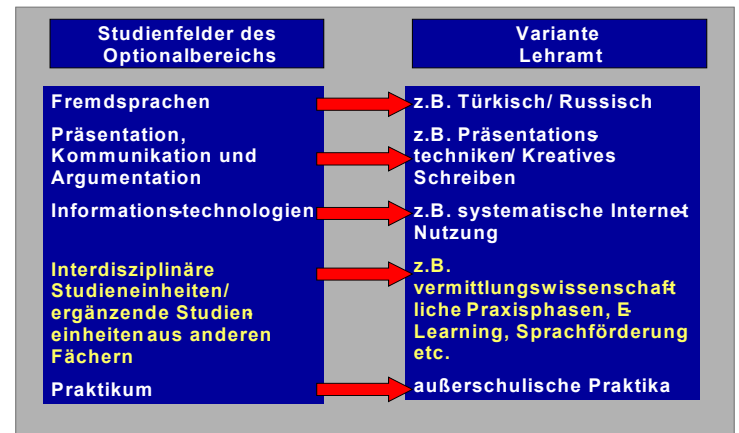 Studienfelder des
Optionalbereichs
Variante
Lehramt
Fremdsprachen
z.B. Türkisch/ Russisch
Präsentation,
Kommunikation und
Argumentation
z.B. Präsentations-
techniken/ Kreatives
Schreiben
Informations-technologien
z.B. systematische Internet-
Nutzung
Interdisziplinäre
Studieneinheiten/
ergänzende Studien-
einheiten aus anderen
Fächern
z.B.
vermittlungswissenschaft-
liche Praxisphasen, E-
Learning, Sprachförderung
etc.
Praktikum
außerschulische Praktika